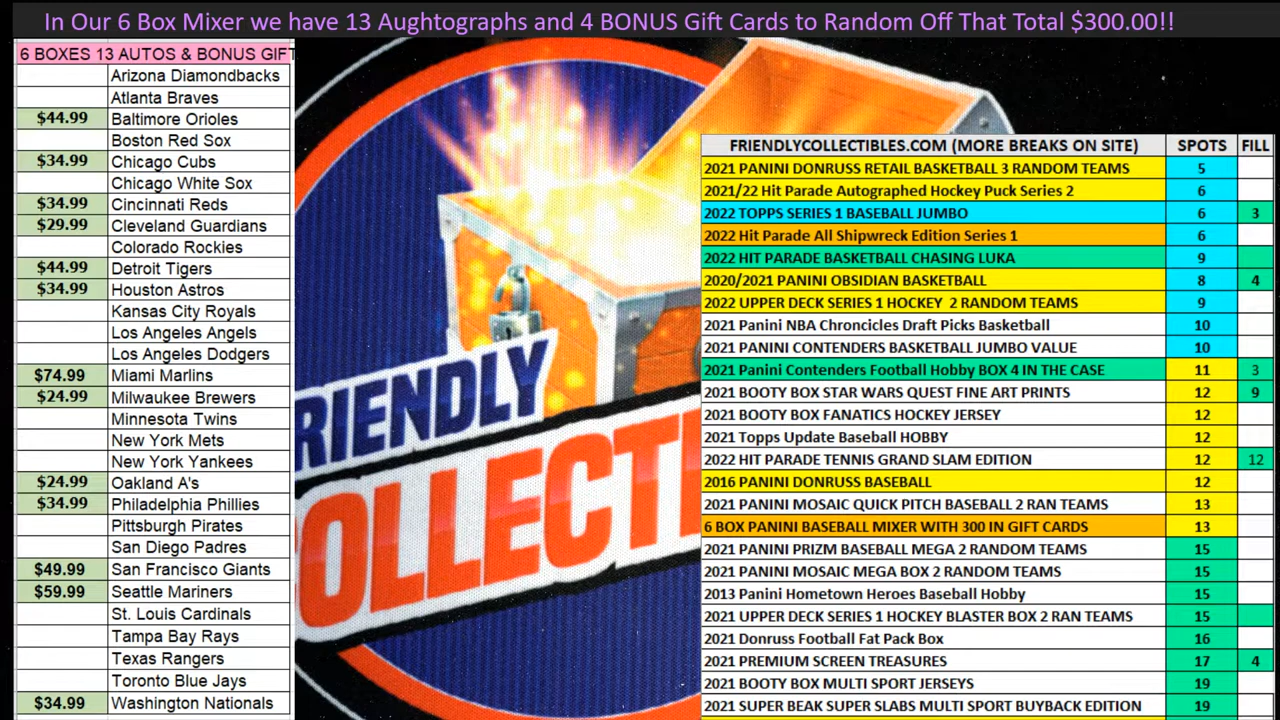 In Our 6 Box Mixer we have 13 Aughtographs and 4 BONUS Gift Cards to Random Off That Total $300.00!!
6 BOXES 13 AUTOS & BONUS GIFT
Arizona Diamondbacks
Atlanta Braves
$44.99 Baltimore Orioles
Boston Red Sox
$34.99 Chicago Cubs
Chicago White Sox
$34.99 Cincinnati Reds
$29.99 Cleveland Guardians
Colorado Rockies
$44.99 Detroit Tigers
$34.99 Houston Astros
Kansas City Royals
Los Angeles Angels
Los Angeles Dodgers
$74.99 Miami Marlins
$24.99 Milwaukee Brewers
Minnesota Twins
New York Mets
New York Yankees
$24.99 Oakland A's
$34.99 Philadelphia Phillies
Pittsburgh Pirates
San Diego Padres
$49.99 San Francisco Giants
$59.99 Seattle Mariners
St. Louis Cardinals
Tampa Bay Rays
Texas Rangers
Toronto Blue Jays
$34.99 Washington Nationals
RIENDLY
OLLECTI
FRIENDLYCOLLECTIBLES.COM (MORE BREAKS ON SITE) SPOTS FILL
2021 PANINI DONRUSS RETAIL BASKETBALL 3 RANDOM TEAMS 5
2021/22 Hit Parade Autographed Hockey Puck Series 2 6
2022 TOPPS SERIES 1 BASEBALL JUMBO 6 3
2022 Hit Parade All Shipwreck Edition Series 1 6
2022 HIT PARADE BASKETBALL CHASING LUKA 9
2020/2021 PANINI OBSIDIAN BASKETBALL 8 4
2022 UPPER DECK SERIES 1 HOCKEY 2 RANDOM TEAMS 9
2021 Panini NBA Chroncicles Draft Picks Basketball 10
2021 PANINI CONTENDERS BASKETBALL JUMBO VALUE 10
2021 Panini Contenders Football Hobby BOX 4 IN THE CASE 11 3
2021 BOOTY BOX STAR WARS QUEST FINE ART PRINTS 12 9
2021 BOOTY BOX FANATICS HOCKEY JERSEY 12
2021 Topps Update Baseball HOBBY 12
2022 HIT PARADE TENNIS GRAND SLAM EDITION 12 12
2016 PANINI DONRUSS BASEBALL 12
2021 PANINI MOSAIC QUICK PITCH BASEBALL 2 RAN TEAMS 13
6 BOX PANINI BASEBALL MIXER WITH 300 IN GIFT CARDS 13
2021 PANINI PRIZM BASEBALL MEGA 2 RANDOM TEAMS 15
2021 PANINI MOSAIC MEGA BOX 2 RANDOM TEAMS 15
2013 Panini Hometown Heroes Baseball Hobby 15
2021 UPPER DECK SERIES 1 HOCKEY BLASTER BOX 2 RAN TEAMS 15
2021 Donruss Football Fat Pack Box 16
2021 PREMIUM SCREEN TREASURES 17 4
2021 BOOTY BOX MULTI SPORT JERSEYS 19
2021 SUPER BEAK SUPER SLABS MULTI SPORT BUYBACK EDITION 19